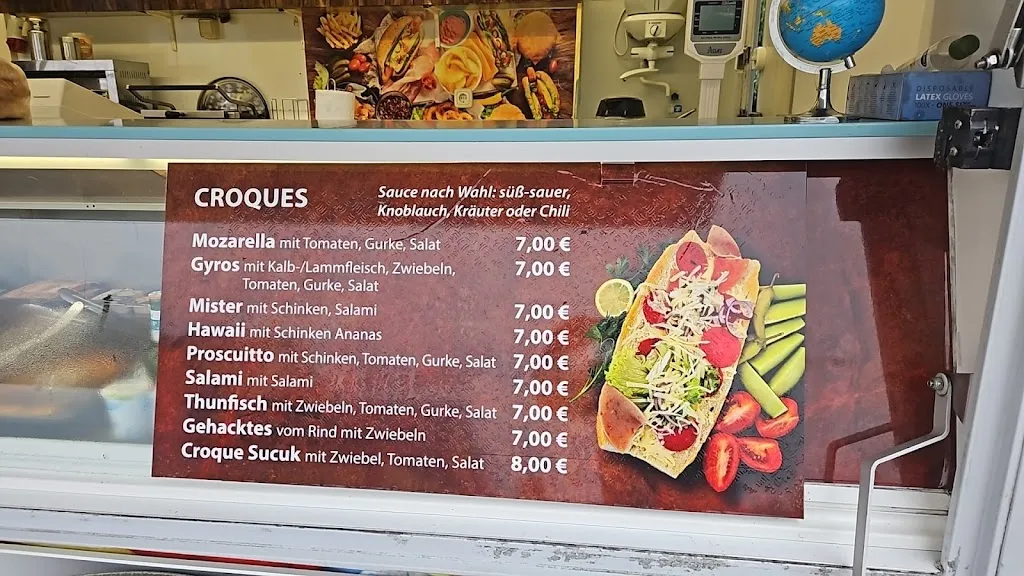 CROQUES
Sauce nach Wahl: süß-sauer,
Knoblauch, Kräuter oder Chili
Mozarella mit Tomaten, Gurke, Salat 7,00 €
Gyros mit Kalb-/Lammfleisch, Zwiebeln, 7,00 €
Tomaten, Gurke, Salat
Mister mit Schinken, Salami 7,00 €
Hawaii mit Schinken Ananas 7,00 €
Proscuitto mit Schinken, Tomaten, Gurke, Salat 7,00 €
Salami mit Salami 7,00 €
Thunfisch mit Zwiebeln, Tomaten, Gurke, Salat 7,00 €
Gehacktes vom Rind mit Zwiebeln 7,00 €
Croque Sucuk mit Zwiebel, Tomaten, Salat 8,00 €
DISPOSABLE
LATEX GLOVES